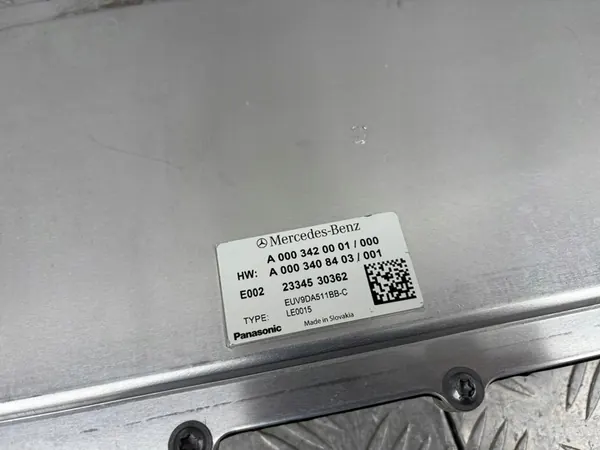 Mercedes-Benz
A 000 342 00 01 / 000
HW: A 000 340 84 03 / 001
E002 23345 30362
TYPE: EUV9DA511BB-C
LE0015
Panasonic Made in Slovakia